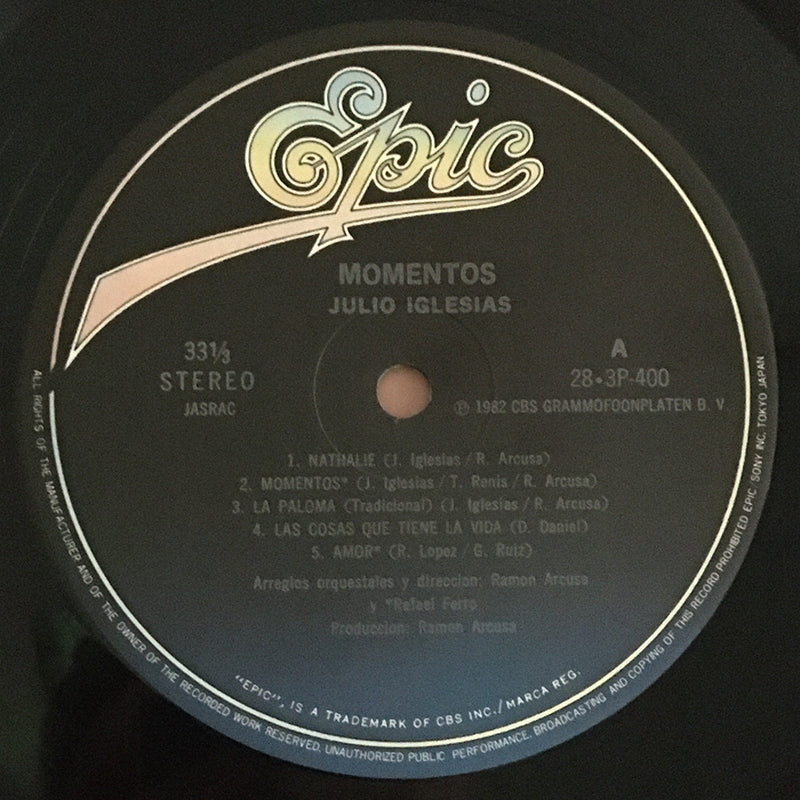 Epic
MOMENTOS
JULIO IGLESIAS
33⅓
STEREO
JASRAC
A
28・3P-400
Ⓟ 1982 CBS GRAMMOFOONPLATEN B. V
1. NATHALIE (J. Iglesias / R. Arcusa)
2. MOMENTOS* (J. Iglesias / T. Renis / R. Arcusa)
3. LA PALOMA (Tradicional) (J. Iglesias / R. Arcusa)
4. LAS COSAS QUE TIENE LA VIDA (D. Daniel)
5. AMOR* (R. Lopez / G. Ruiz)
Arreglos orquestales y direccion: Ramon Arcusa
y *Rafael Ferro
Produccion: Ramon Arcusa
"EPIC", IS A TRADEMARK OF CBS INC./MARCA REG.
ALL RIGHTS OF THE MANUFACTURER AND OF THE OWNER OF THE RECORDED WORK RESERVED. UNAUTHORIZED PUBLIC PERFORMANCE, BROADCASTING AND COPYING OF THIS RECORD PROHIBITED EPIC SONY INC. TOKYO JAPAN